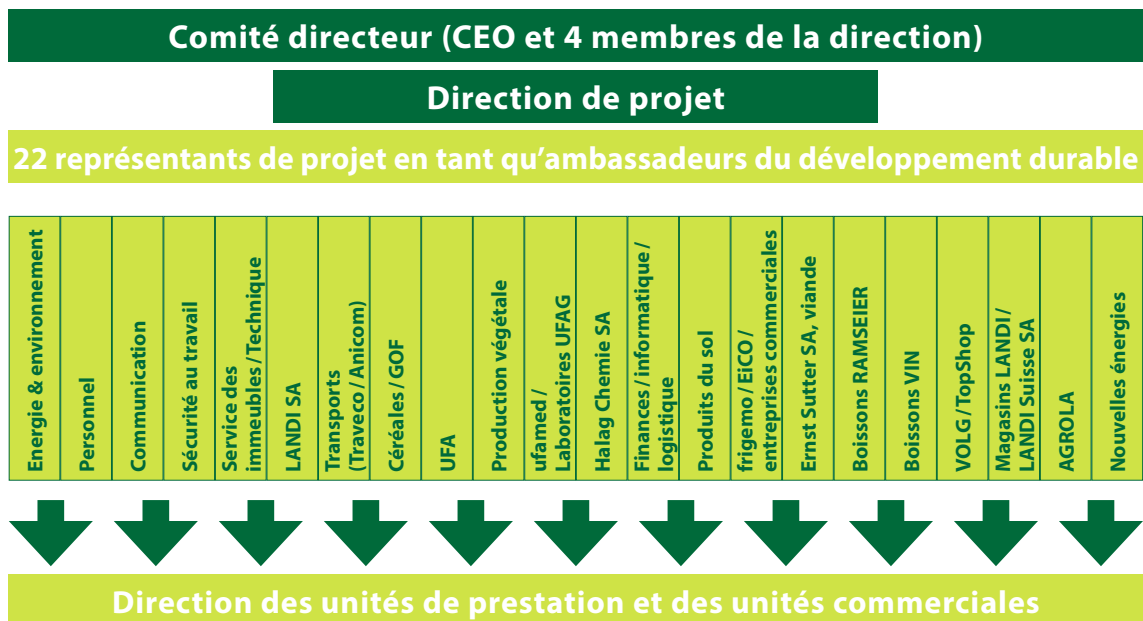 Comité directeur (CEO et 4 membres de la direction)
Direction de projet
22 représentants de projet en tant qu’ambassadeurs du développement durable
Energie & environnement
Personnel
Communication
Sécurité au travail
Service des
immeubles / Technique
LANDI SA
Transports
(Traveco / Anicom)
Céréales / GOF
UFA
Production végétale
ufamed /
Laboratoires UFAG
Halag Chemie SA
Finances / informatique /
logistique
Produits du sol
frigemo / EiCO /
entreprises commerciales
Ernst Sutter SA, viande
Boissons RAMSEIER
Boissons VIN
VOLG / TopShop
Magasins LANDI /
LANDI Suisse SA
AGROLA
Nouvelles énergies
Direction des unités de prestation et des unités commerciales